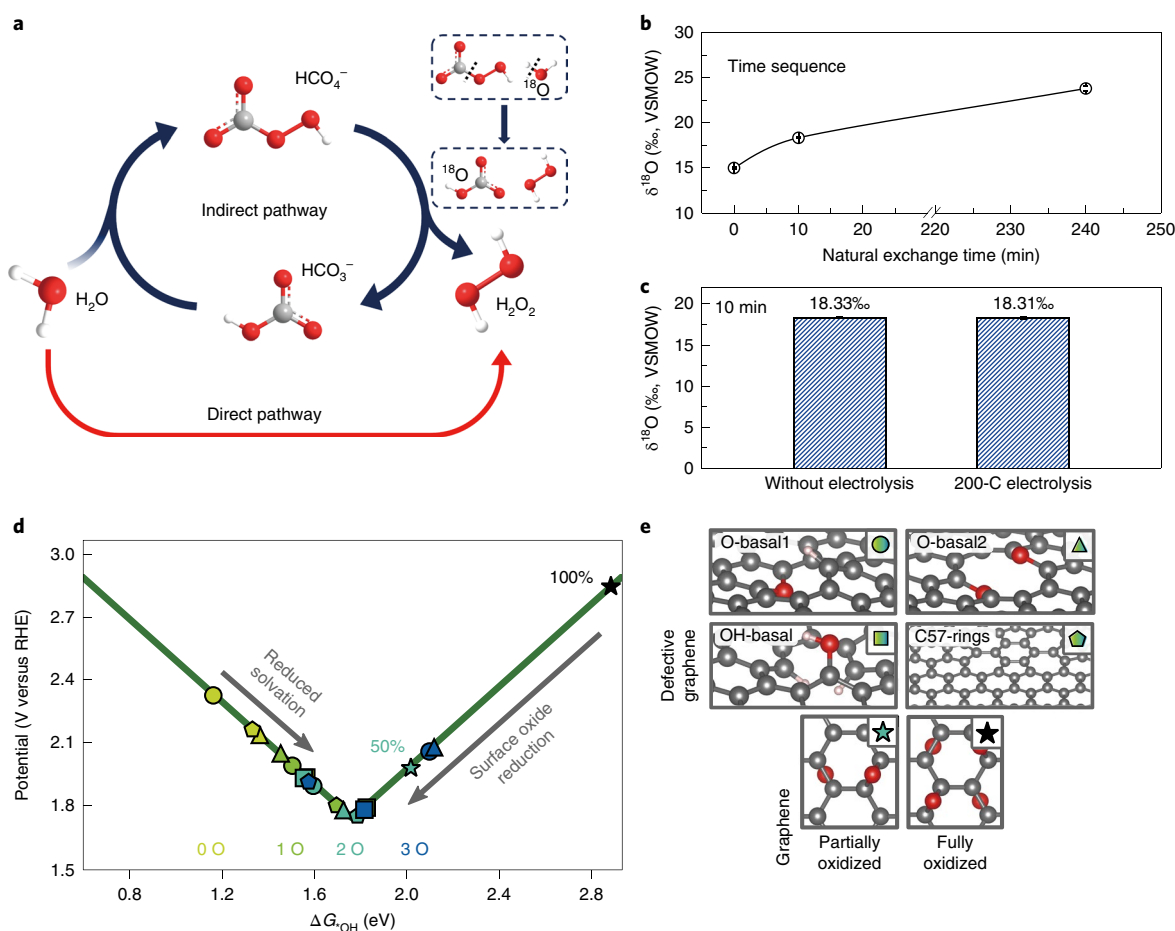 a
HCO₄⁻
¹⁸O
¹⁸O
Indirect pathway
HCO₃⁻
H₂O
H₂O₂
Direct pathway
b
Time sequence
δ¹⁸O (‰, VSMOW)
30
25
20
15
10
0 10 20 220 230 240 250
Natural exchange time (min)
c
10 min
18.33‰ 18.31‰
δ¹⁸O (‰, VSMOW)
20
15
10
5
0
Without electrolysis 200-C electrolysis
d
Potential (V versus RHE)
3.0
2.7
2.4
2.1
1.8
1.5
100%
Reduced
solvation
50%
Surface oxide
reduction
0 O 1 O 2 O 3 O
0.8 1.2 1.6 2.0 2.4 2.8
ΔG*OH (eV)
e
O-basal1 O-basal2
OH-basal C57-rings
Defective
graphene
Graphene
Partially
oxidized
Fully
oxidized